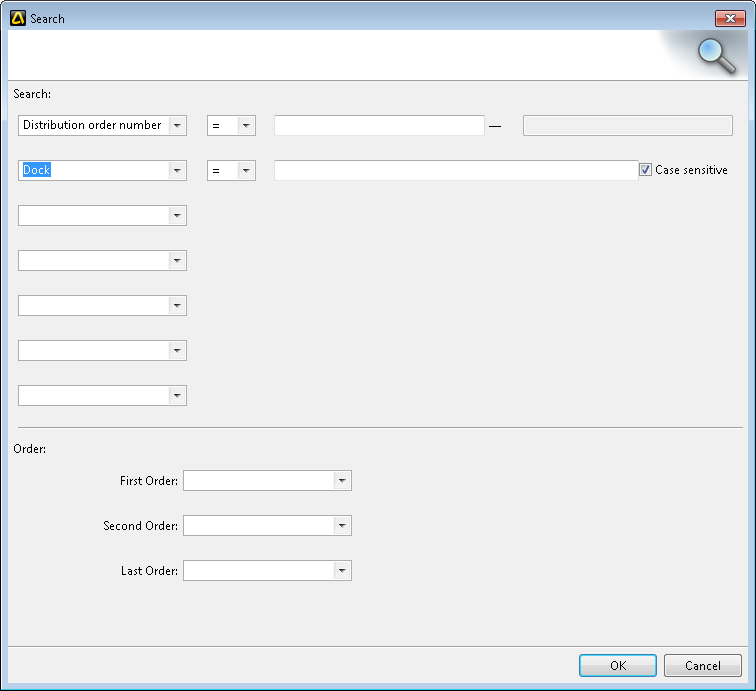 Search
Search:
Distribution order number = —
Dock = Case sensitive
Order:
First Order:
Second Order:
Last Order:
OK Cancel